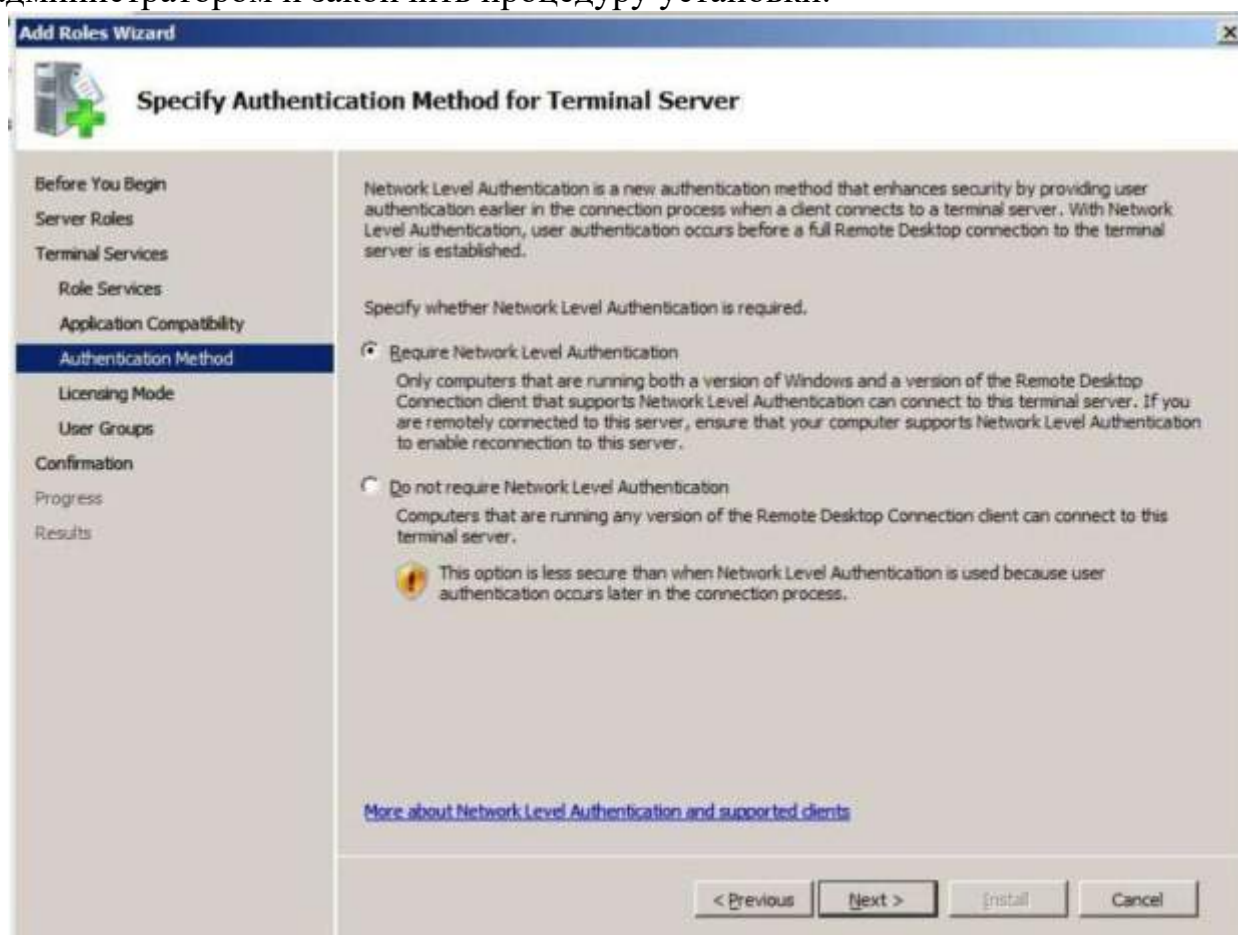 администратором и закончить процедуру установки.
Add Roles Wizard
Specify Authentication Method for Terminal Server
Before You Begin
Server Roles
Terminal Services
Role Services
Application Compatibility
Authentication Method
Licensing Mode
User Groups
Confirmation
Progress
Results
Network Level Authentication is a new authentication method that enhances security by providing user
authentication earlier in the connection process when a client connects to a terminal server. With Network
Level Authentication, user authentication occurs before a full Remote Desktop connection to the terminal
server is established.
Specify whether Network Level Authentication is required.
Require Network Level Authentication
Only computers that are running both a version of Windows and a version of the Remote Desktop
Connection client that supports Network Level Authentication can connect to this terminal server. If you
are remotely connected to this server, ensure that your computer supports Network Level Authentication
to enable reconnection to this server.
Do not require Network Level Authentication
Computers that are running any version of the Remote Desktop Connection client can connect to this
terminal server.
This option is less secure than when Network Level Authentication is used because user
authentication occurs later in the connection process.
More about Network Level Authentication and supported clients
< Previous Next > Install Cancel